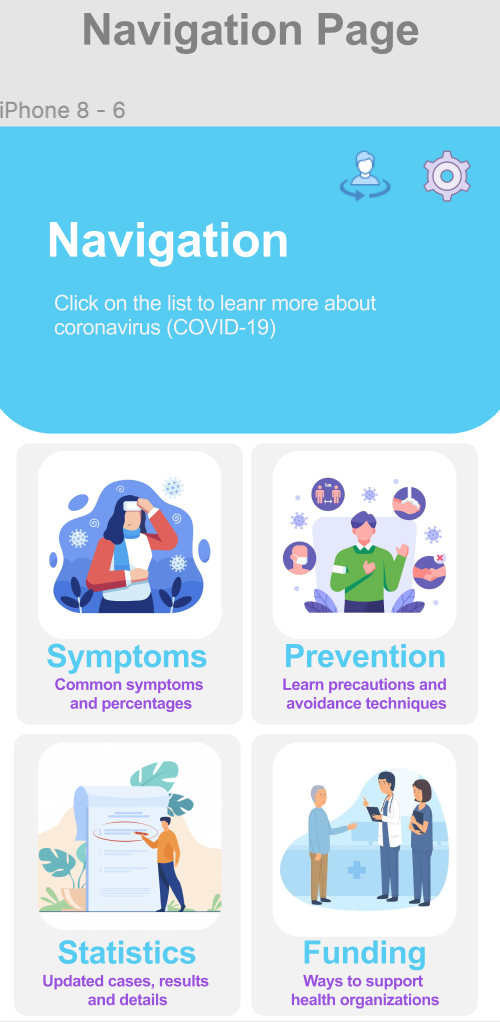 Navigation Page
iPhone 8 - 6
Navigation
Click on the list to leanr more about
coronavirus (COVID-19)
Symptoms
Common symptoms
and percentages
Prevention
Learn precautions and
avoidance techniques
Statistics
Updated cases, results
and details
Funding
Ways to support
health organizations